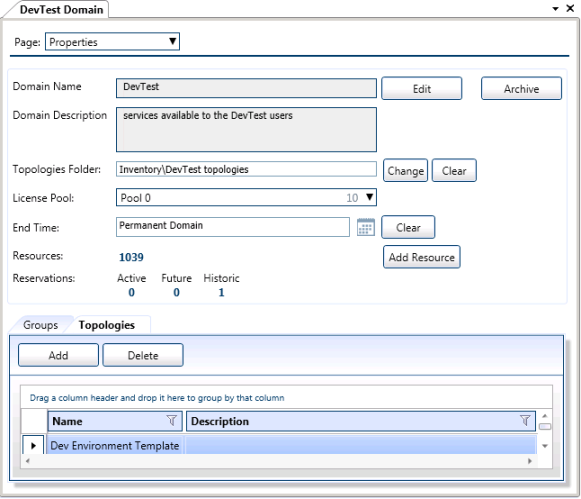 DevTest Domain
Page: Properties
Domain Name DevTest Edit Archive
Domain Description services available to the DevTest users
Topologies Folder: Inventory\DevTest topologies Change Clear
License Pool: Pool 0 10
End Time: Permanent Domain Clear
Resources: 1039 Add Resource
Reservations: Active Future Historic
0 0 1
Groups Topologies
Add Delete
Drag a column header and drop it here to group by that column
Name Description
Dev Environment Template